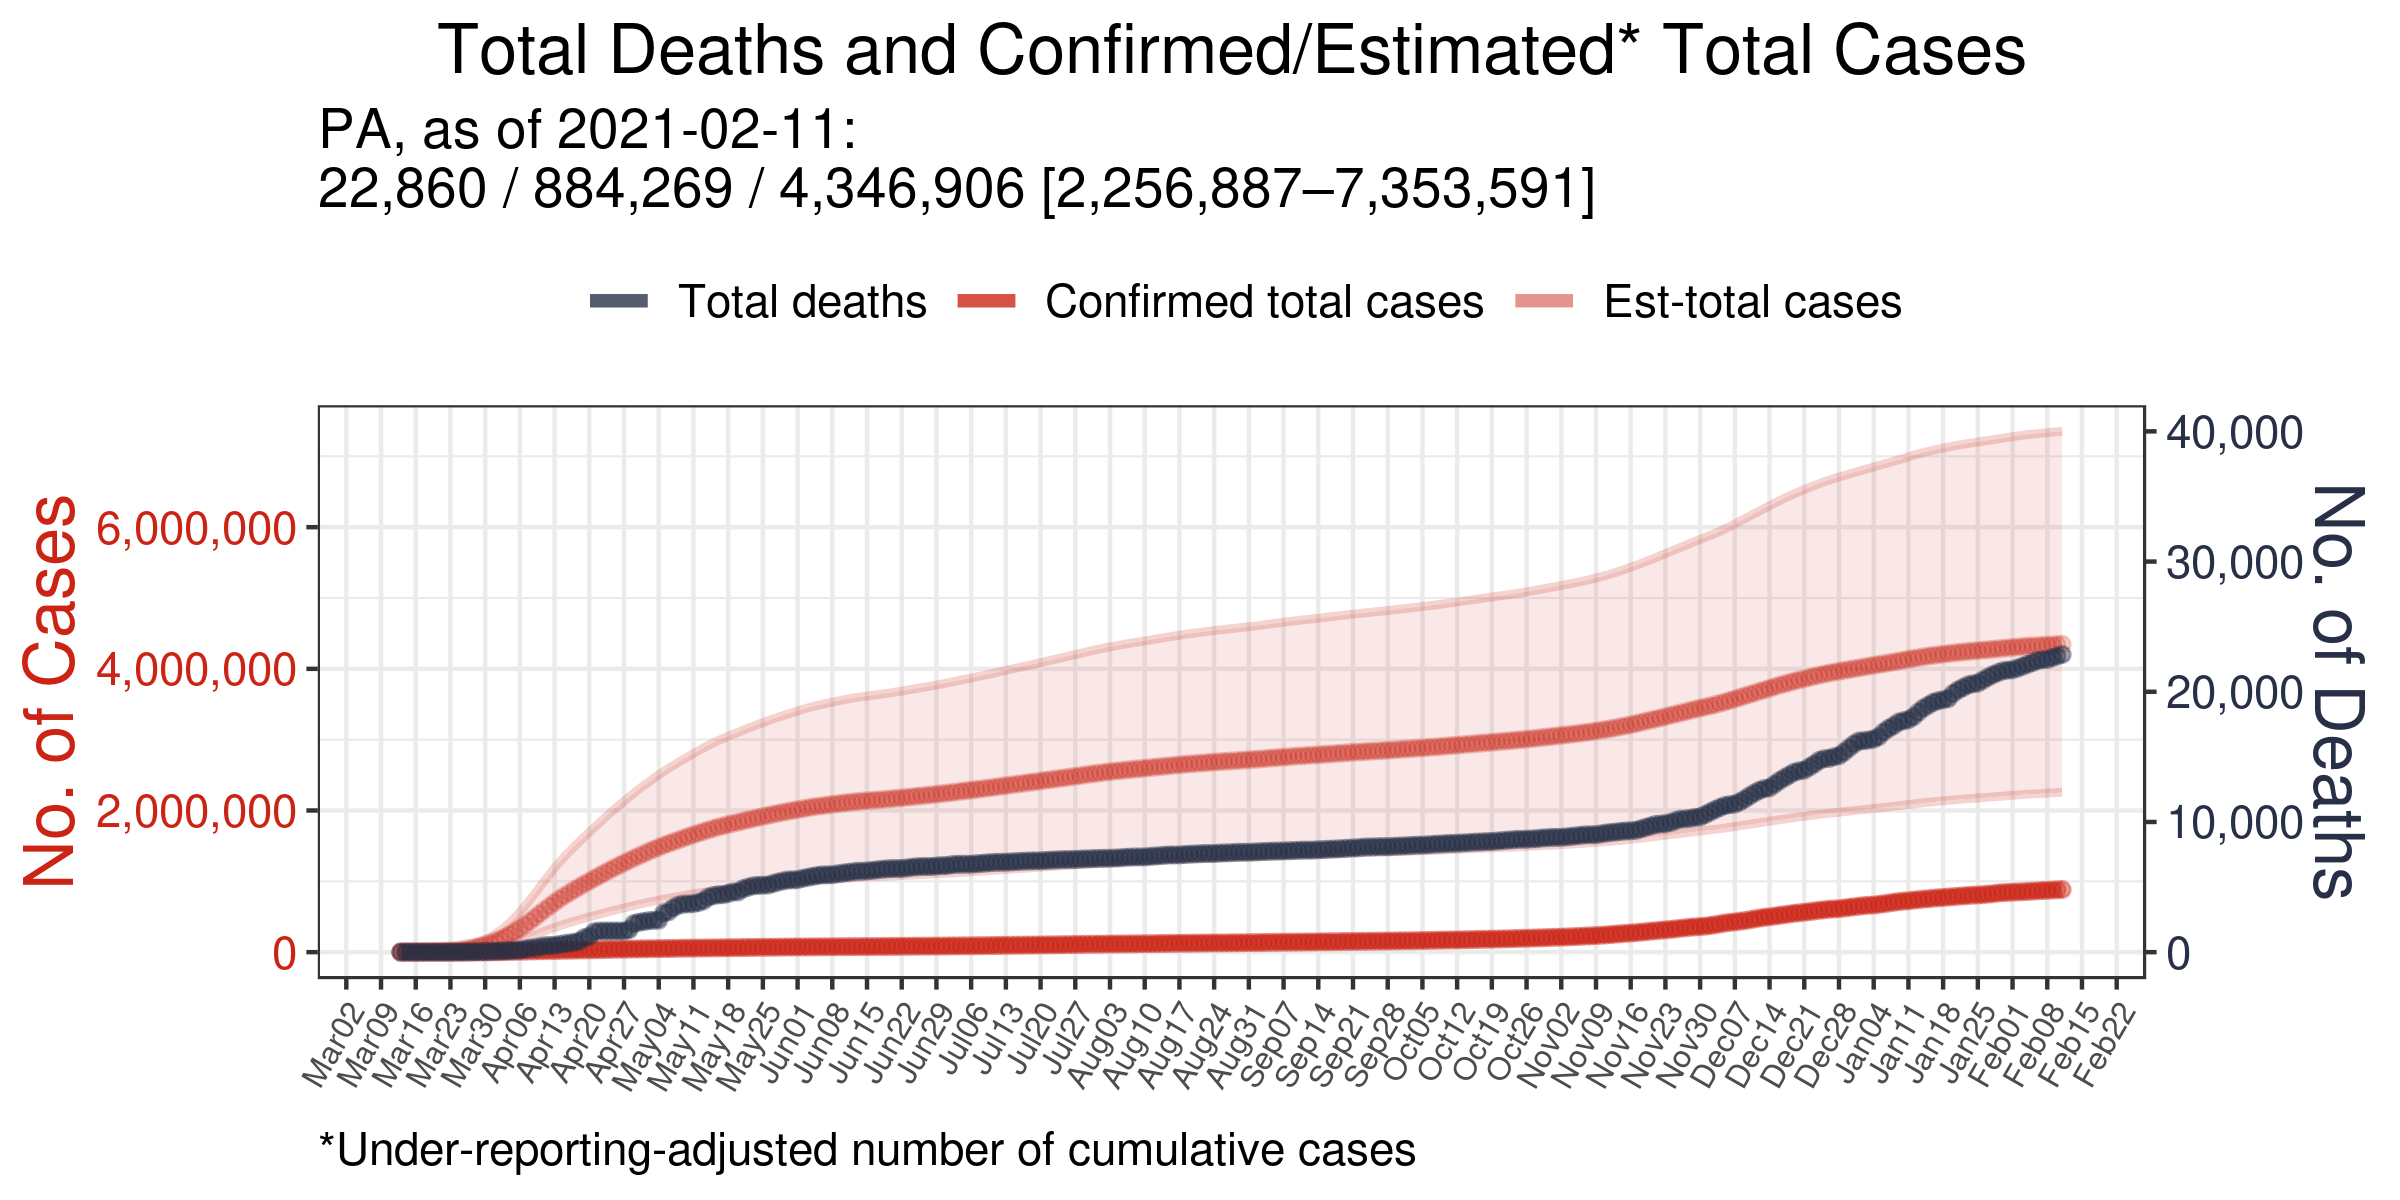 Total Deaths and Confirmed/Estimated* Total Cases
PA, as of 2021-02-11:
22,860 / 884,269 / 4,346,906 [2,256,887–7,353,591]
Total deaths
Confirmed total cases
Est-total cases
No. of Cases
6,000,000
4,000,000
2,000,000
0
40,000
30,000
20,000
10,000
0
No. of Deaths
Mar02
Mar09
Mar16
Mar23
Mar30
Apr06
Apr13
Apr20
Apr27
May04
May11
May18
May25
Jun01
Jun08
Jun15
Jun22
Jun29
Jul06
Jul13
Jul20
Jul27
Aug03
Aug10
Aug17
Aug24
Aug31
Sep07
Sep14
Sep21
Sep28
Oct05
Oct12
Oct19
Oct26
Nov02
Nov09
Nov16
Nov23
Nov30
Dec07
Dec14
Dec21
Dec28
Jan04
Jan11
Jan18
Jan25
Feb01
Feb08
Feb15
Feb22
*Under-reporting-adjusted number of cumulative cases